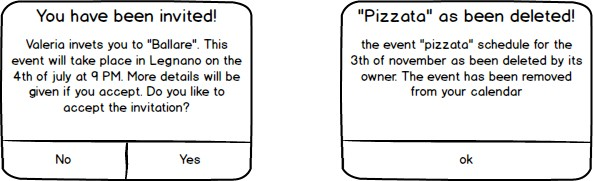 You have been invited!
Valeria invets you to "Ballare". This
event will take place in Legnano on the
4th of july at 9 PM. More details will be
given if you accept. Do you like to
accept the invitation?
No
Yes
"Pizzata" as been deleted!
the event "pizzata" schedule for the
3th of november as been deleted by its
owner. The event has been removed
from your calendar
ok